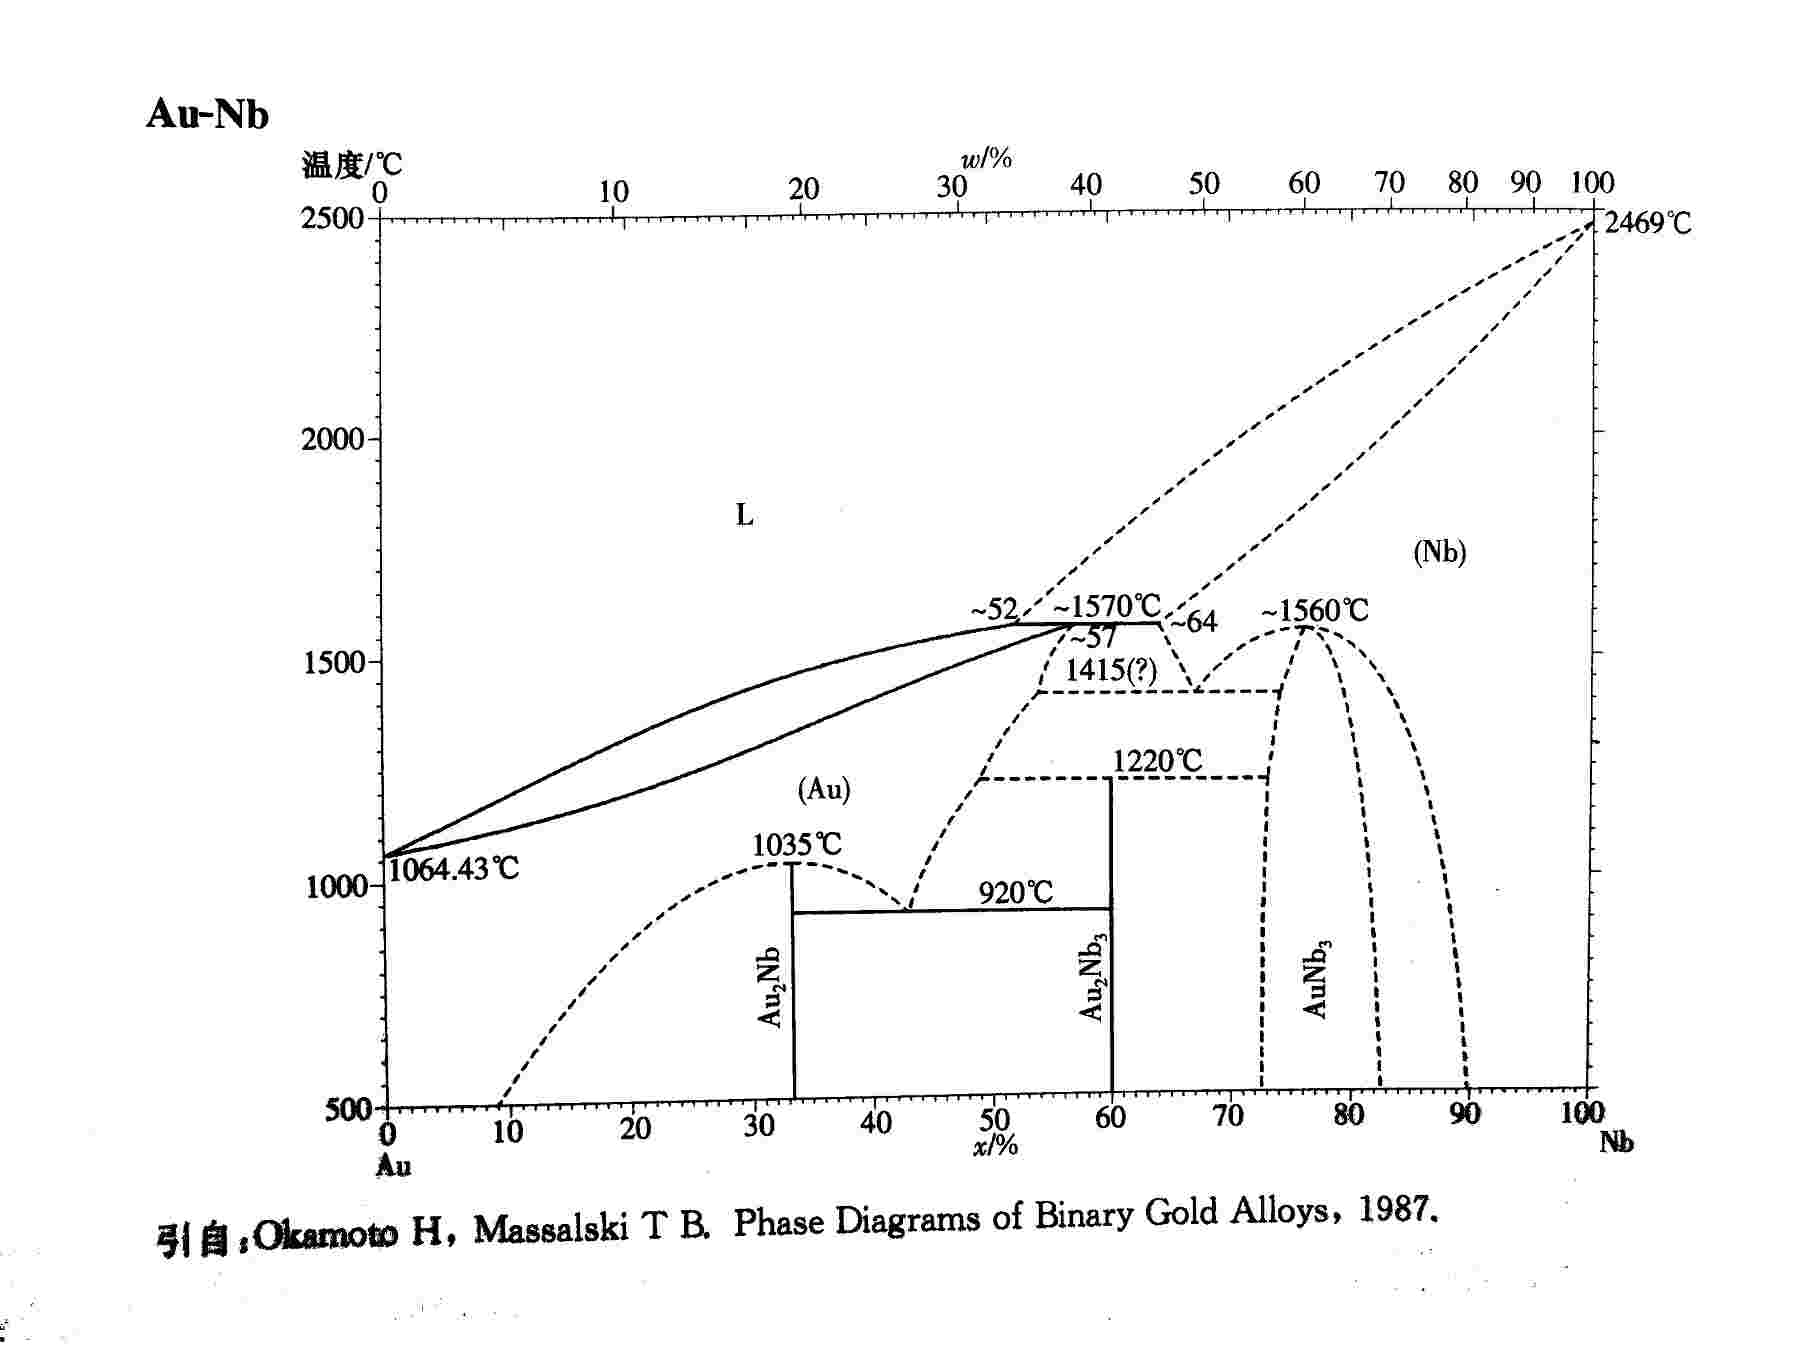 Au-Nb
温度/℃
w/%
0 10 20 30 40 50 60 70 80 90 100
2500
2469℃
2000
L
(Nb)
~52 ~1570℃ ~64 ~1560℃
~57
1500
1415(?)
1220℃
(Au)
1035℃
1064.43℃
1000
920℃
Au₂Nb
Au₂Nb₃
AuNb₃
500
0 10 20 30 40 50 60 70 80 90 100
x/%
Au
Nb
引自:Okamoto H, Massalski T B. Phase Diagrams of Binary Gold Alloys, 1987.